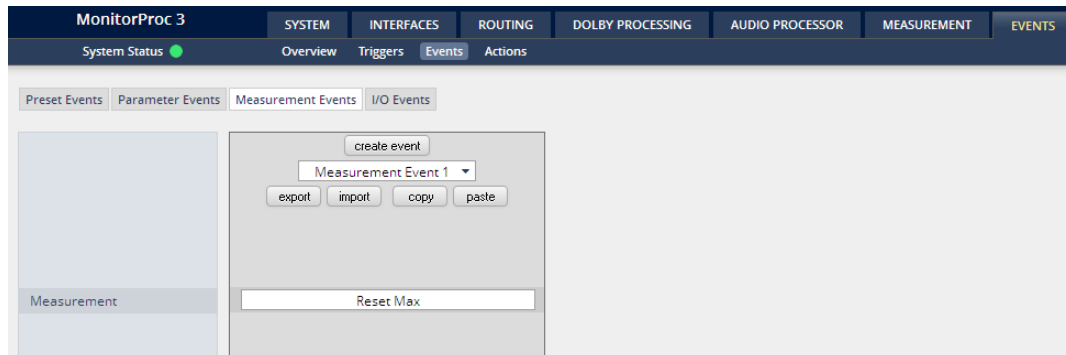 MonitorProc 3 SYSTEM INTERFACES ROUTING DOLBY PROCESSING AUDIO PROCESSOR MEASUREMENT EVENTS
System Status Overview Triggers Events Actions
Preset Events Parameter Events Measurement Events I/O Events
create event
Measurement Event 1
export import copy paste
Measurement Reset Max